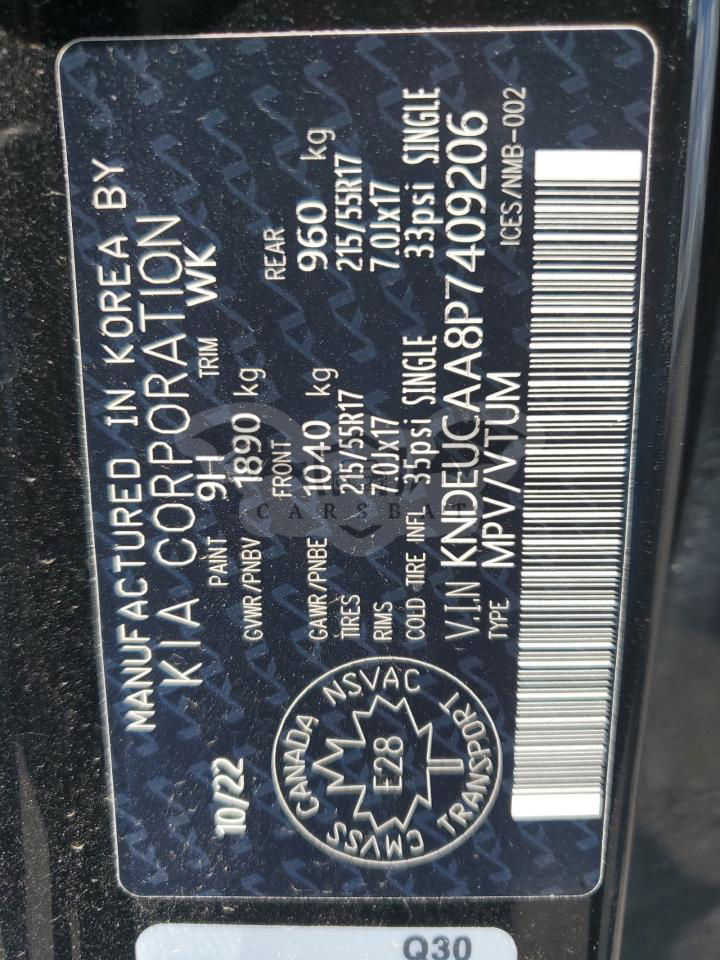 MANUFACTURED IN KOREA BY
KIA CORPORATION
10/22 PAINT 9H TRIM WK
GVWR/PNBV 1890 kg
FRONT REAR
GAWR/PNBE 1040 kg 960 kg
TIRES 215/55R17 215/55R17
RIMS 7.0Jx17 7.0Jx17
COLD TIRE INFL 35psi SINGLE 33psi SINGLE
V.I.N KNDEUCAA8P7409206
TYPE MPV/VTUM ICES/NMB-002
CANADA NSVAC
CMVSS TRANSPORT
E28
CARSBAT
Q30